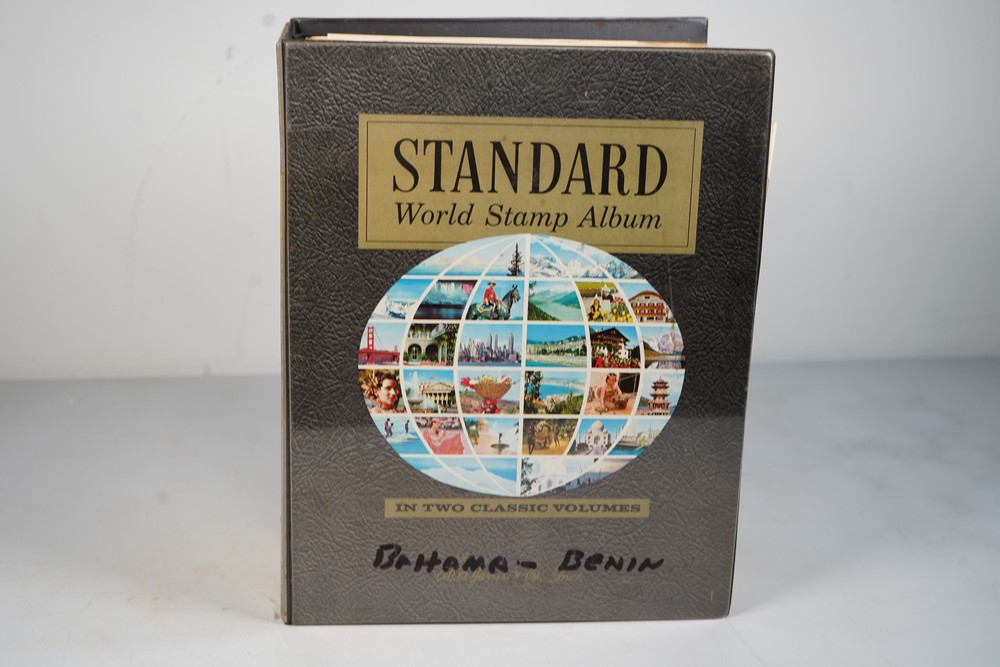 STANDARD
World Stamp Album
IN TWO CLASSIC VOLUMES
BAHAMA - BENIN